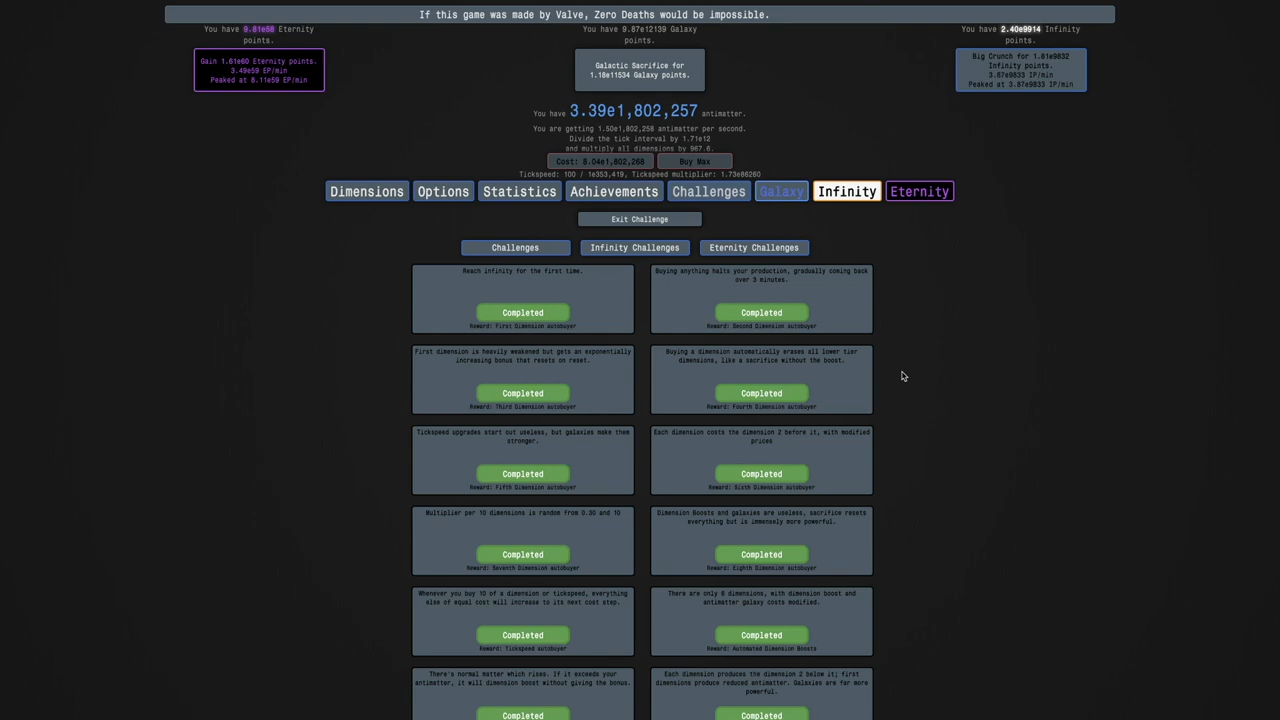 If this game was made by Valve, Zero Deaths would be impossible.
You have 9.81e58 Eternity
points.
Gain 1.61e60 Eternity points.
3.49e59 EP/min
Peaked at 8.11e59 EP/min
You have 9.87e12139 Galaxy
points.
Galactic Sacrifice for
1.18e11534 Galaxy points.
You have 2.40e9914 Infinity
points.
Big Crunch for 1.81e9832
Infinity points.
3.87e9833 IP/min
Peaked at 3.87e9833 IP/min
You have 3.39e1,802,257 antimatter.
You are getting 1.50e1,802,258 antimatter per second.
Divide the tick interval by 1.71e12
and multiply all dimensions by 967.6.
Cost: 8.04e1,802,268
Buy Max
Tickspeed: 100 / 1e353,419, Tickspeed multiplier: 1.73e86260
Dimensions
Options
Statistics
Achievements
Challenges
Galaxy
Infinity
Eternity
Exit Challenge
Challenges
Infinity Challenges
Eternity Challenges
Reach infinity for the first time.
Completed
Reward: First Dimension autobuyer
Buying anything halts your production, gradually coming back
over 3 minutes.
Completed
Reward: Second Dimension autobuyer
First dimension is heavily weakened but gets an exponentially
increasing bonus that resets on reset.
Completed
Reward: Third Dimension autobuyer
Buying a dimension automatically erases all lower tier
dimensions, like a sacrifice without the boost.
Completed
Reward: Fourth Dimension autobuyer
Tickspeed upgrades start out useless, but galaxies make them
stronger.
Completed
Reward: Fifth Dimension autobuyer
Each dimension costs the dimension 2 before it, with modified
prices
Completed
Reward: Sixth Dimension autobuyer
Multiplier per 10 dimensions is random from 0.30 and 10
Completed
Reward: Seventh Dimension autobuyer
Dimension Boosts and galaxies are useless, sacrifice resets
everything but is immensely more powerful.
Completed
Reward: Eighth Dimension autobuyer
Whenever you buy 10 of a dimension or tickspeed, everything
else of equal cost will increase to its next cost step.
Completed
Reward: Tickspeed autobuyer
There are only 6 dimensions, with dimension boost and
antimatter galaxy costs modified.
Completed
Reward: Automated Dimension Boosts
There's normal matter which rises. If it exceeds your
antimatter, it will dimension boost without giving the bonus.
Completed
Each dimension produces the dimension 2 below it; first
dimensions produce reduced antimatter. Galaxies are far more
powerful.
Completed